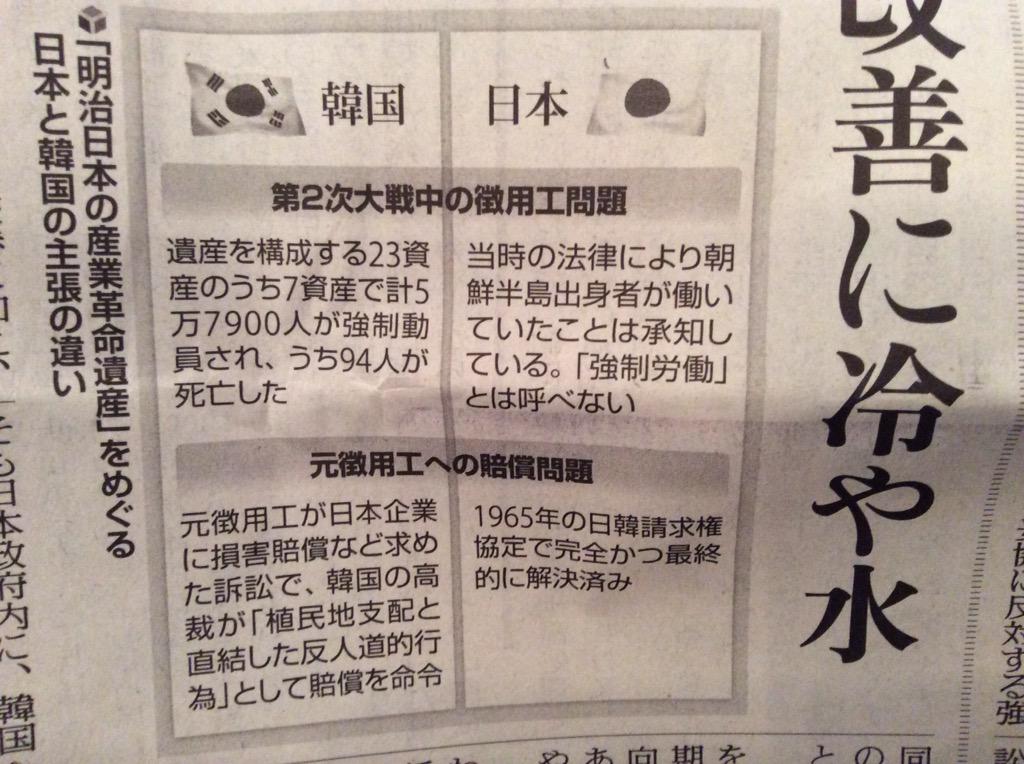 改善に冷や水
「明治日本の産業革命遺産」をめぐる
日本と韓国の主張の違い
韓国
日本
第2次大戦中の徴用工問題
遺産を構成する23資
産のうち7資産で計5
万7900人が強制動
員され、うち94人が
死亡した
当時の法律により朝
鮮半島出身者が働い
ていたことは承知し
ている。「強制労働」
とは呼べない
元徴用工への賠償問題
元徴用工が日本企業
に損害賠償など求め
た訴訟で、韓国の高
裁が「植民地支配と
直結した反人道的行
為」として賠償を命令
1965年の日韓請求権
協定で完全かつ最終
的に解決済み
に反対する強
日本政府内に、韓国
同
の
と
を
期
向
あ
や